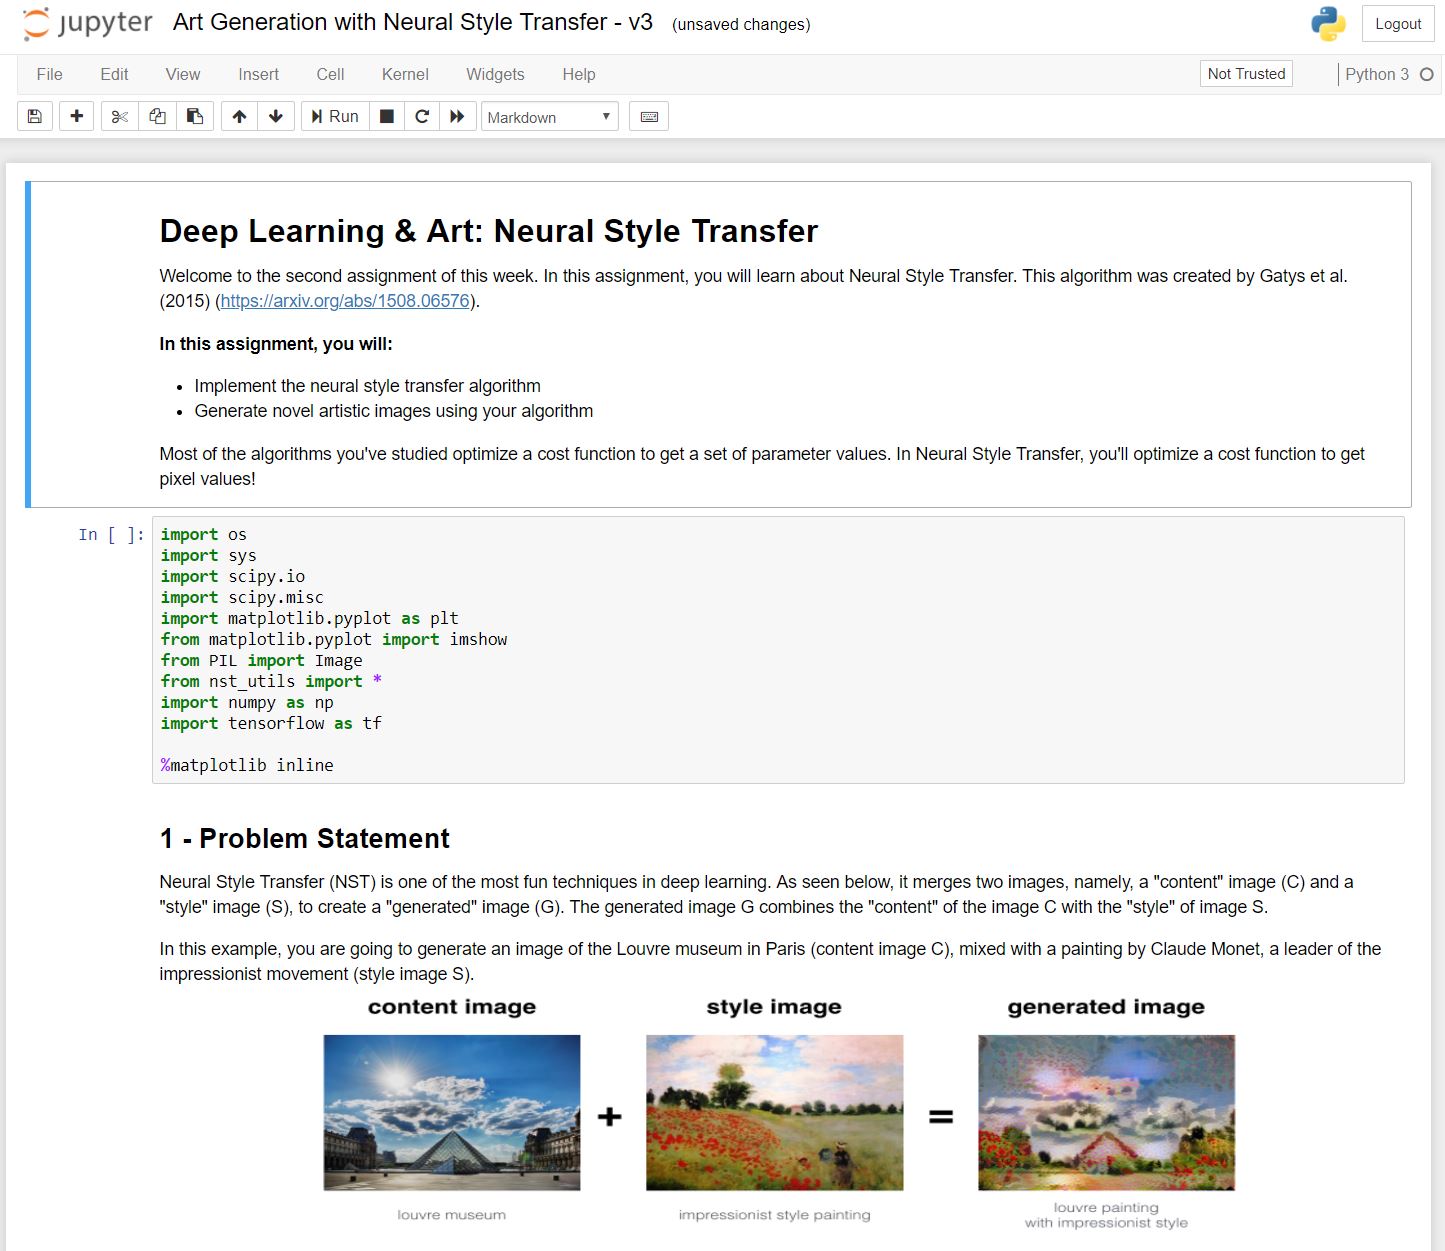 jupyter Art Generation with Neural Style Transfer - v3 (unsaved changes) Logout
File Edit View Insert Cell Kernel Widgets Help Not Trusted Python 3
Run Markdown
Deep Learning & Art: Neural Style Transfer
Welcome to the second assignment of this week. In this assignment, you will learn about Neural Style Transfer. This algorithm was created by Gatys et al.
(2015) (https://arxiv.org/abs/1508.06576).
In this assignment, you will:
• Implement the neural style transfer algorithm
• Generate novel artistic images using your algorithm
Most of the algorithms you've studied optimize a cost function to get a set of parameter values. In Neural Style Transfer, you'll optimize a cost function to get
pixel values!
In [ ]: import os
import sys
import scipy.io
import scipy.misc
import matplotlib.pyplot as plt
from matplotlib.pyplot import imshow
from PIL import Image
from nst_utils import *
import numpy as np
import tensorflow as tf
%matplotlib inline
1 - Problem Statement
Neural Style Transfer (NST) is one of the most fun techniques in deep learning. As seen below, it merges two images, namely, a "content" image (C) and a
"style" image (S), to create a "generated" image (G). The generated image G combines the "content" of the image C with the "style" of image S.
In this example, you are going to generate an image of the Louvre museum in Paris (content image C), mixed with a painting by Claude Monet, a leader of the
impressionist movement (style image S).
content image style image generated image
+ =
louvre museum impressionist style painting louvre painting
with impressionist style